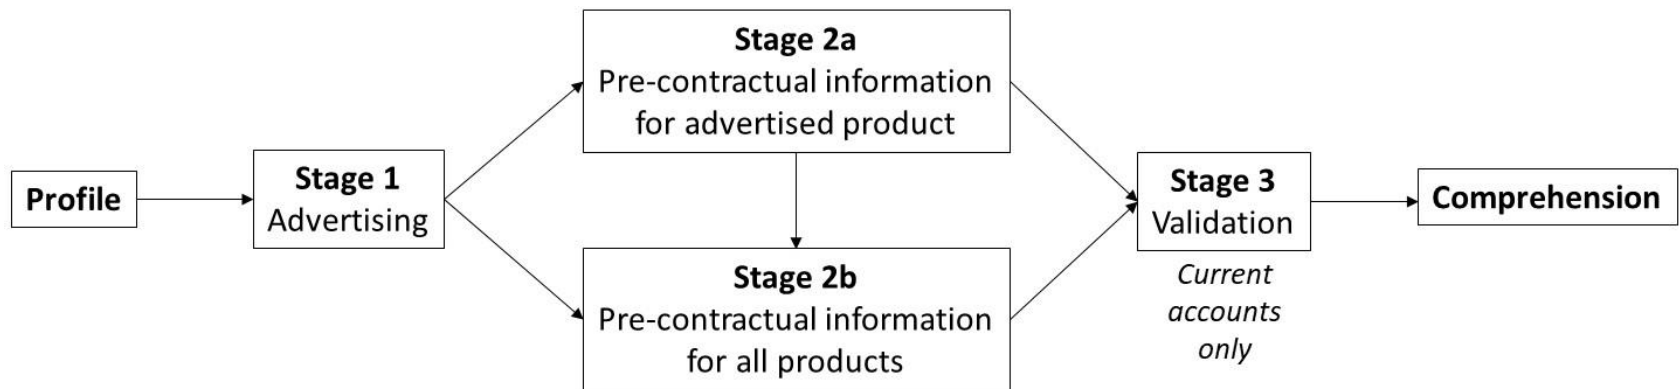 Profile
Stage 1
Advertising
Stage 2a
Pre-contractual information
for advertised product
Stage 2b
Pre-contractual information
for all products
Stage 3
Validation
Current
accounts
only
Comprehension